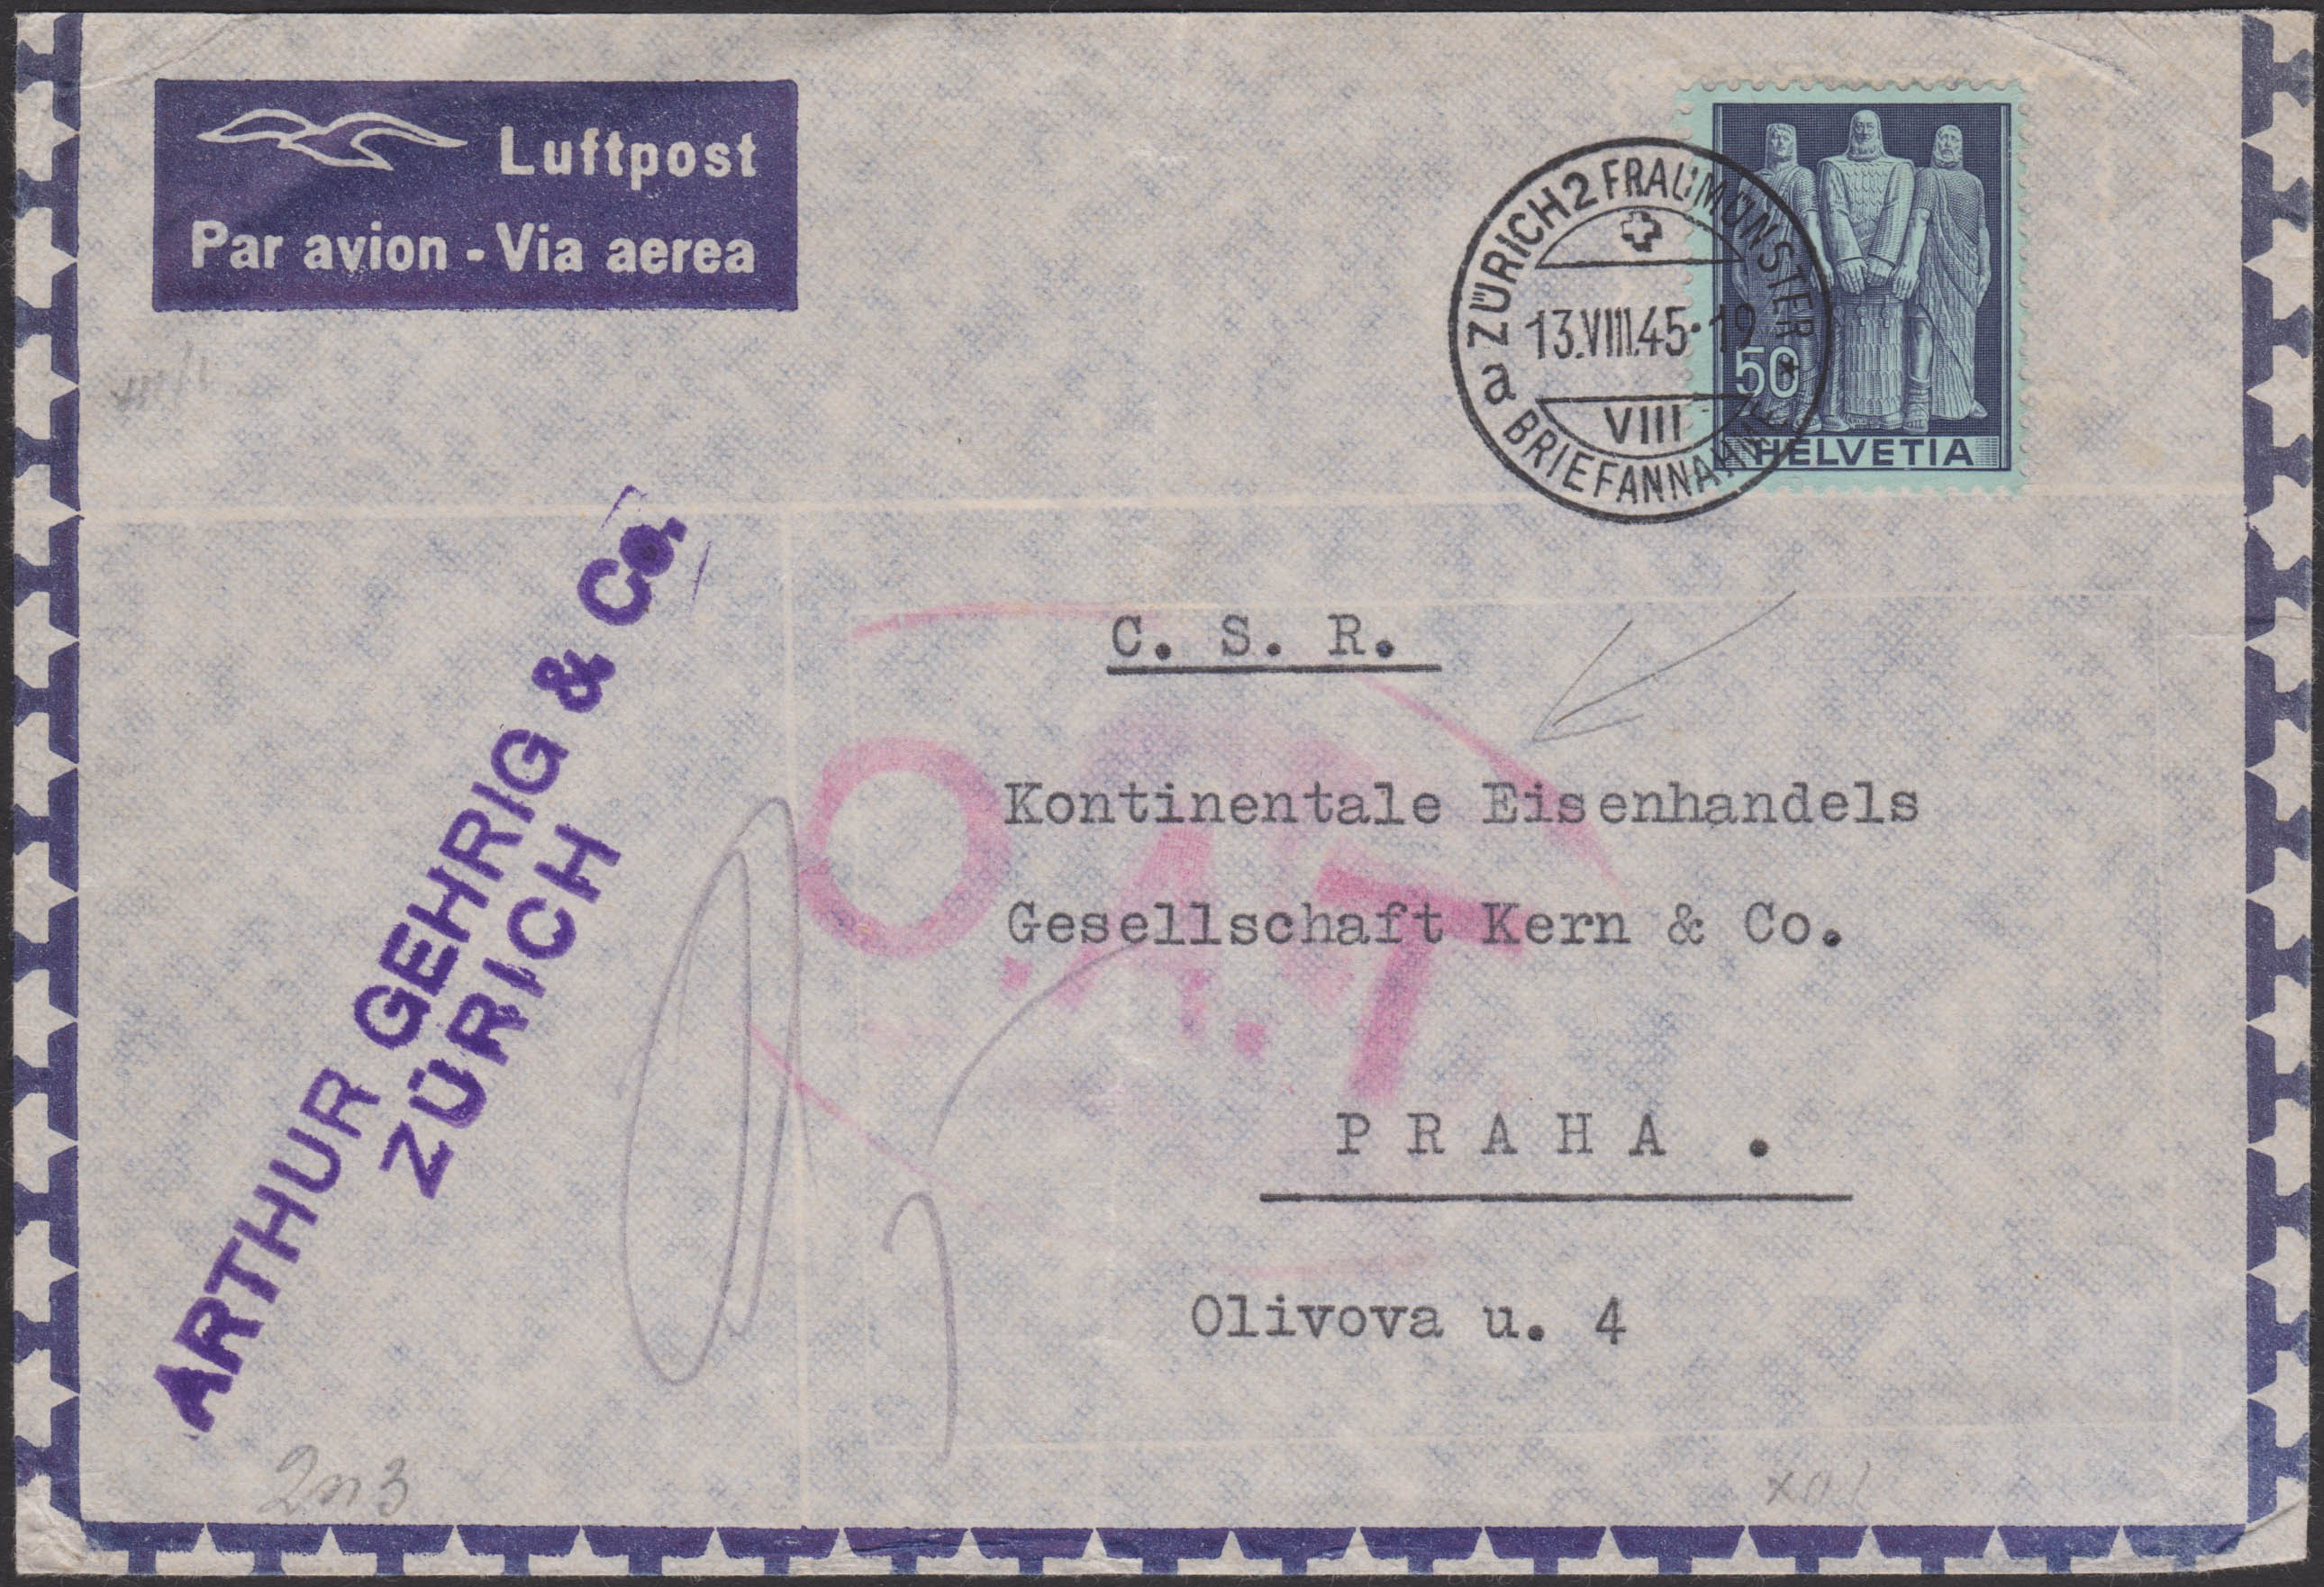 Luftpost
Par avion - Via aerea
ZÜRICH 2 FRAUMÜNSTER
13.VIII.45·19
VIII
a BRIEFANNAHME
50
HELVETIA
ARTHUR GEHRIG & Co.
ZÜRICH
C. S. R.
O.A.T
Kontinentale Eisenhandels
Gesellschaft Kern & Co.
PRAHA .
Olivova u. 4